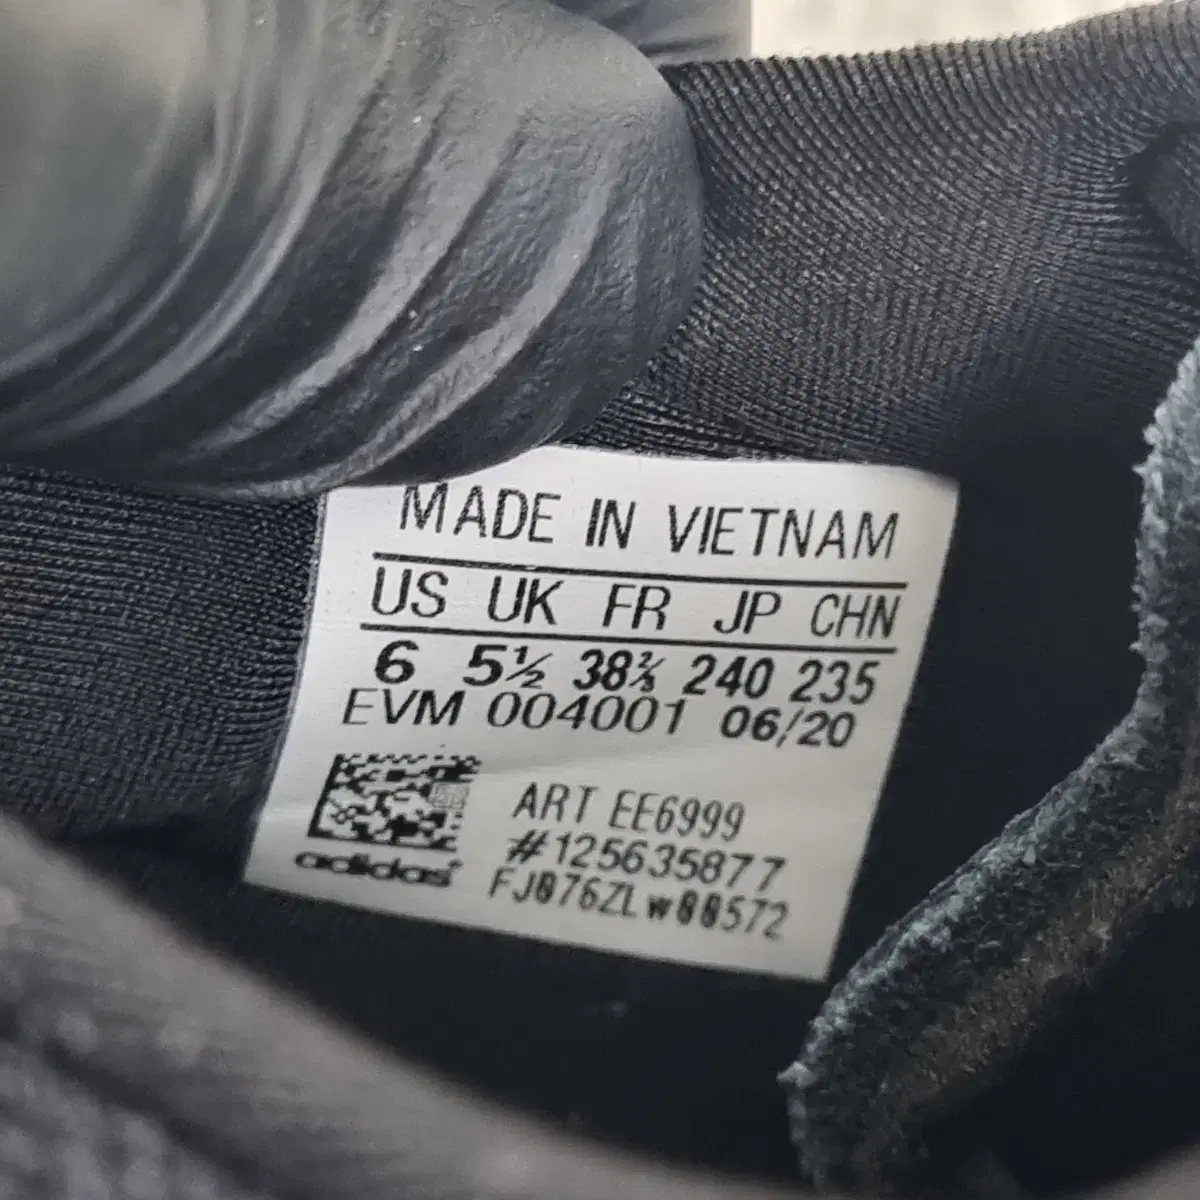 MADE IN VIETNAM
US UK FR JP CHN
6 5½ 38⅔ 240 235
EVM 004001 06/20
ART EE6999
#125635877
FJ076ZLw00572
adidas